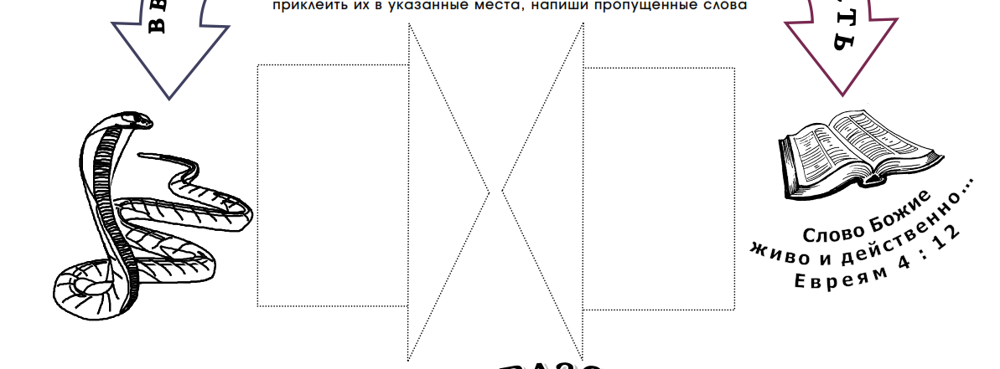 приклеить их в указанные места, напиши пропущенные слова
Слово Божие
живо и действенно...
Евреям 4 : 12